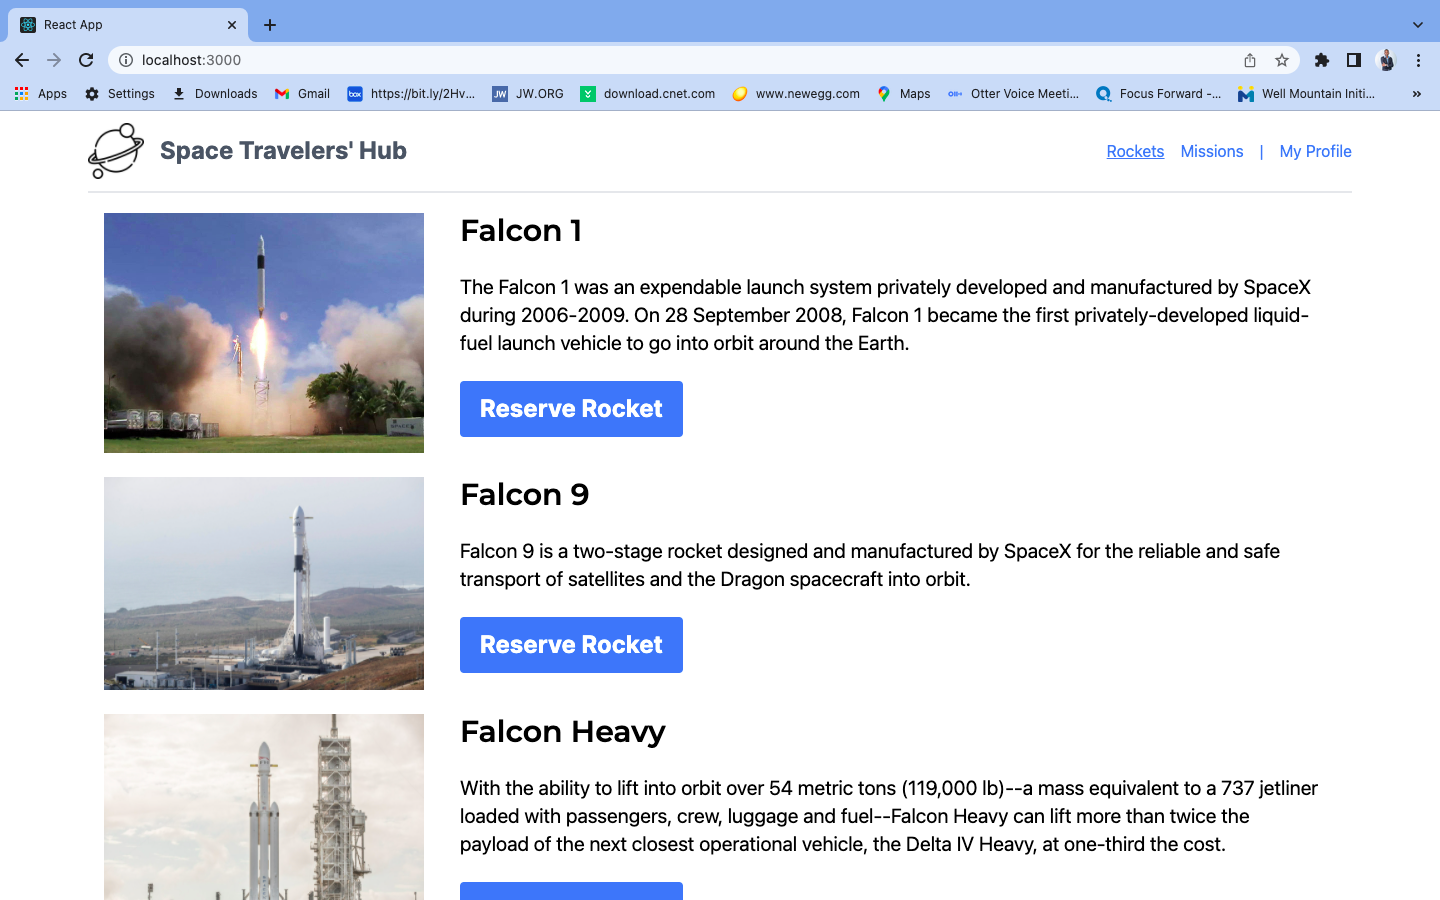 React App
localhost:3000
Apps Settings Downloads Gmail https://bit.ly/2Hv... JW.ORG download.cnet.com www.newegg.com Maps Otter Voice Meeti... Focus Forward -... Well Mountain Initi... »
Space Travelers' Hub
Rockets Missions | My Profile
Falcon 1
The Falcon 1 was an expendable launch system privately developed and manufactured by SpaceX
during 2006-2009. On 28 September 2008, Falcon 1 became the first privately-developed liquid-
fuel launch vehicle to go into orbit around the Earth.
Reserve Rocket
Falcon 9
Falcon 9 is a two-stage rocket designed and manufactured by SpaceX for the reliable and safe
transport of satellites and the Dragon spacecraft into orbit.
Reserve Rocket
Falcon Heavy
With the ability to lift into orbit over 54 metric tons (119,000 lb)--a mass equivalent to a 737 jetliner
loaded with passengers, crew, luggage and fuel--Falcon Heavy can lift more than twice the
payload of the next closest operational vehicle, the Delta IV Heavy, at one-third the cost.